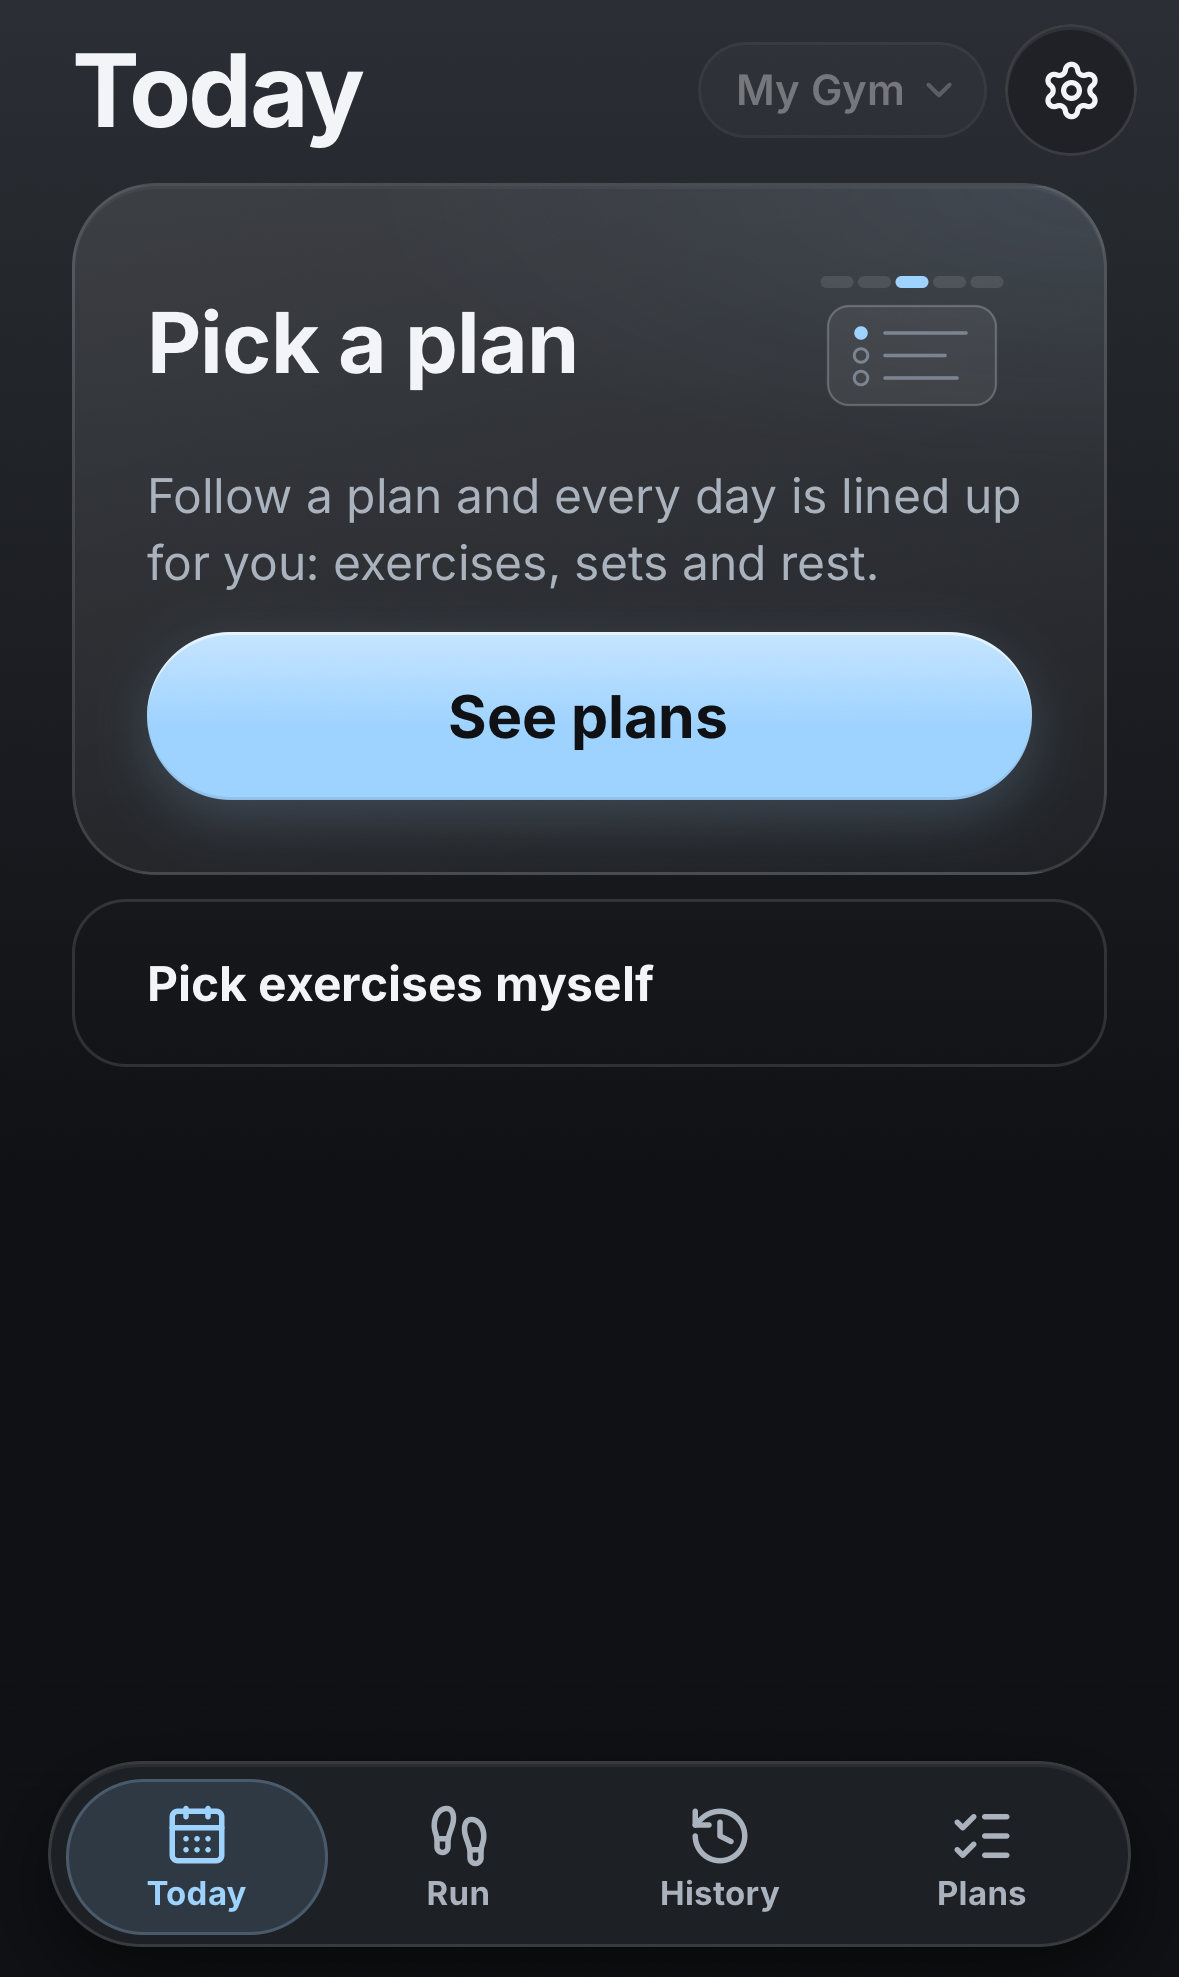 Today
My Gym
Pick a plan
Follow a plan and every day is lined up
for you: exercises, sets and rest.
See plans
Pick exercises myself
Today
Run
History
Plans